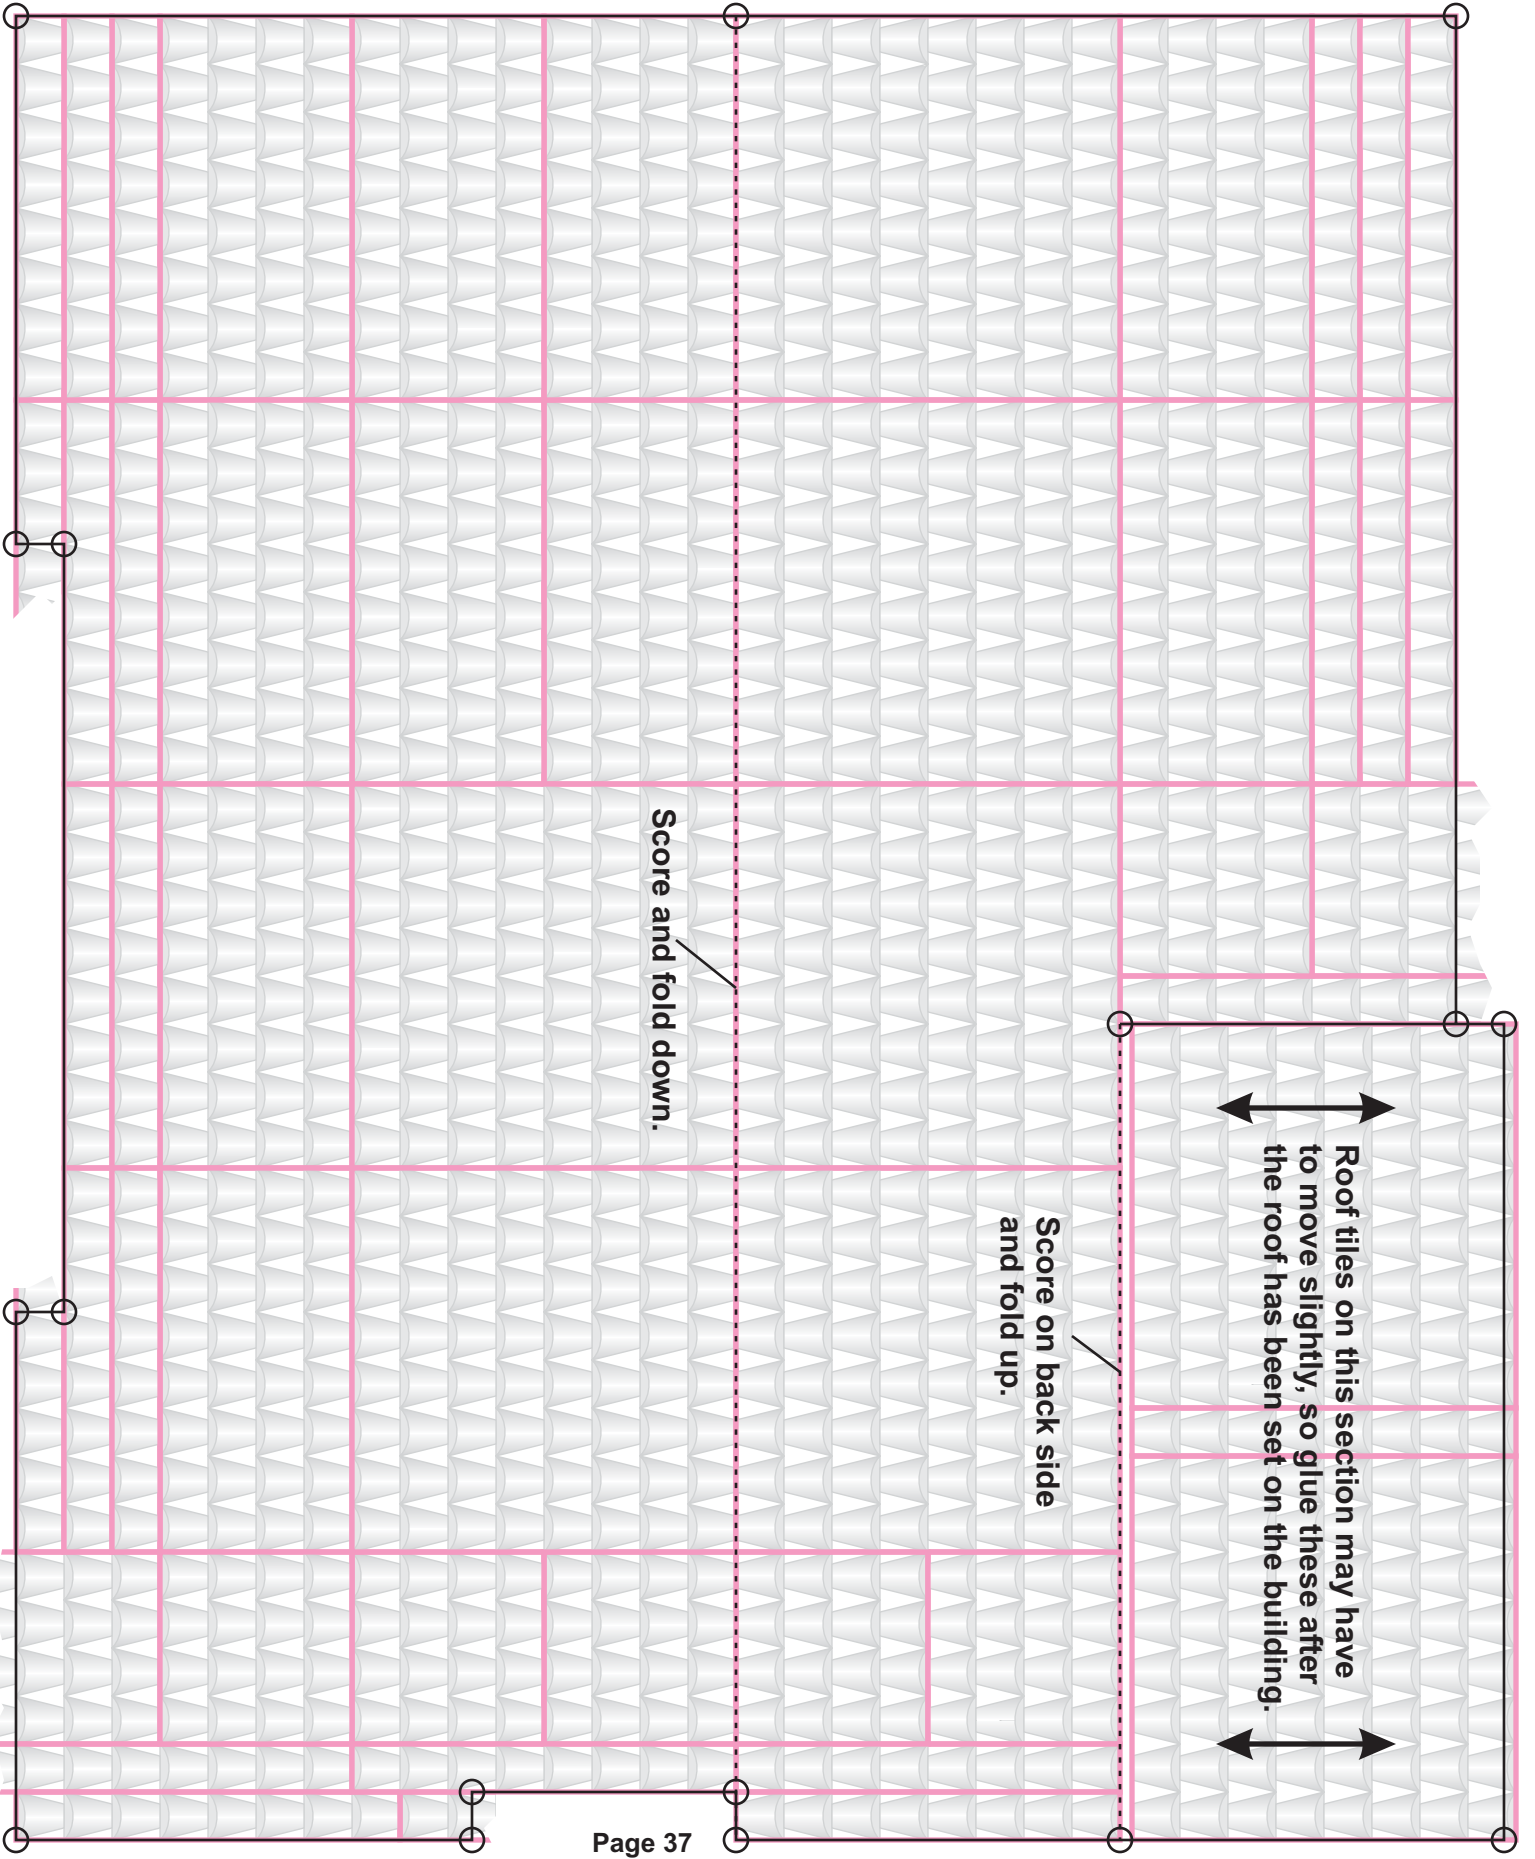 Score and fold down.
Roof tiles on this section may have
to move slightly, so glue these after
the roof has been set on the building.
Score on back side
and fold up.
Page 37